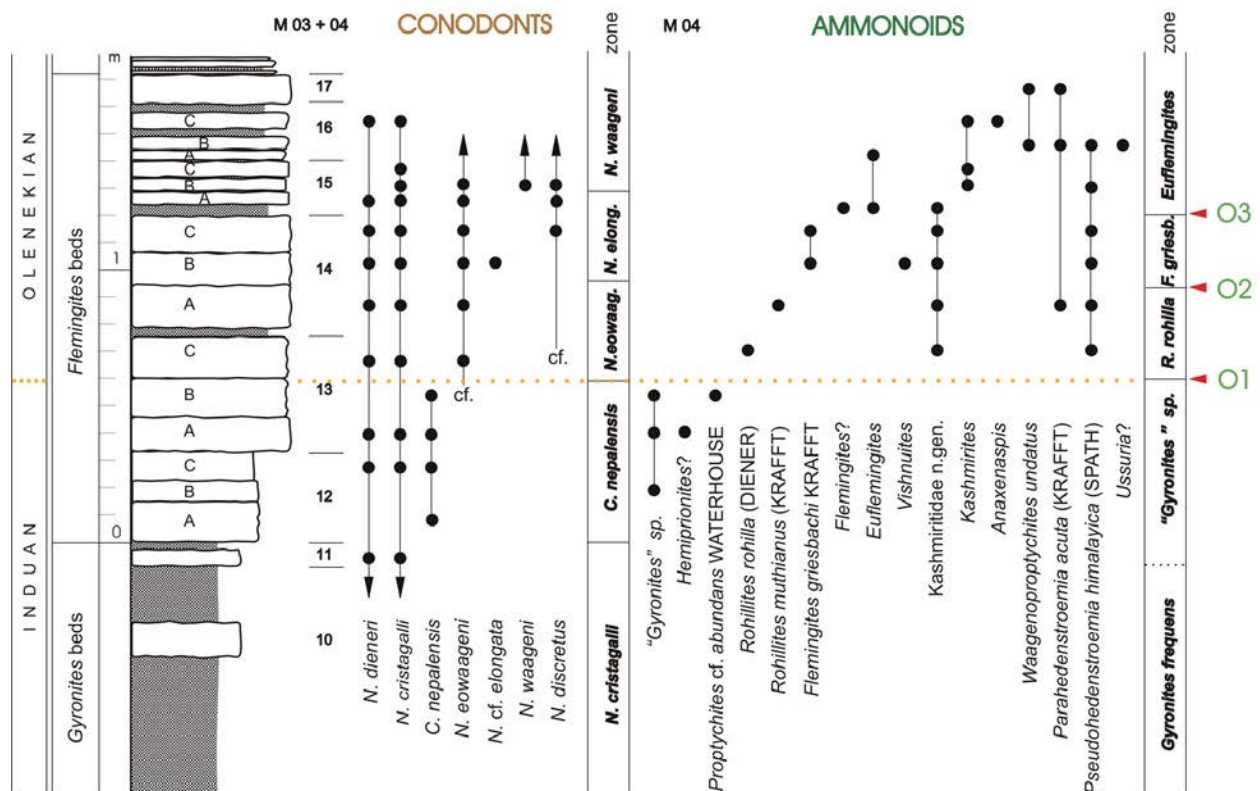 M 03 + 04
CONODONTS
zone
M 04
AMMONOIDS
zone
OLENEKIAN
INDUAN
Flemingites beds
Gyronites beds
m
1
0
C
B
A
C
B
A
C
B
A
C
B
A
C
B
A
17
16
15
14
13
12
11
10
cf.
cf.
N. dieneri
N. cristagalli
C. nepalensis
N. eowaageni
N. cf. elongata
N. waageni
N. discretus
N. waageni
N. elong.
N.eowaag.
C. nepalensis
N. cristagalli
"Gyronites" sp.
Hemiprionites?
Proptychites cf. abundans WATERHOUSE
Rohillites rohilla (DIENER)
Rohillites muthianus (KRAFFT)
Flemingites griesbachi KRAFFT
Flemingites?
Euflemingites
Vishnuites
Kashmiritidae n.gen.
Kashmirites
Anaxenaspis
Waagenoproptychites undatus
Parahedenstroemia acuta (KRAFFT)
Pseudohedenstroemia himalayica (SPATH)
Ussuria?
Euflemingites
F. griesb.
R. rohilla
"Gyronites" sp.
Gyronites frequens
O3
O2
O1